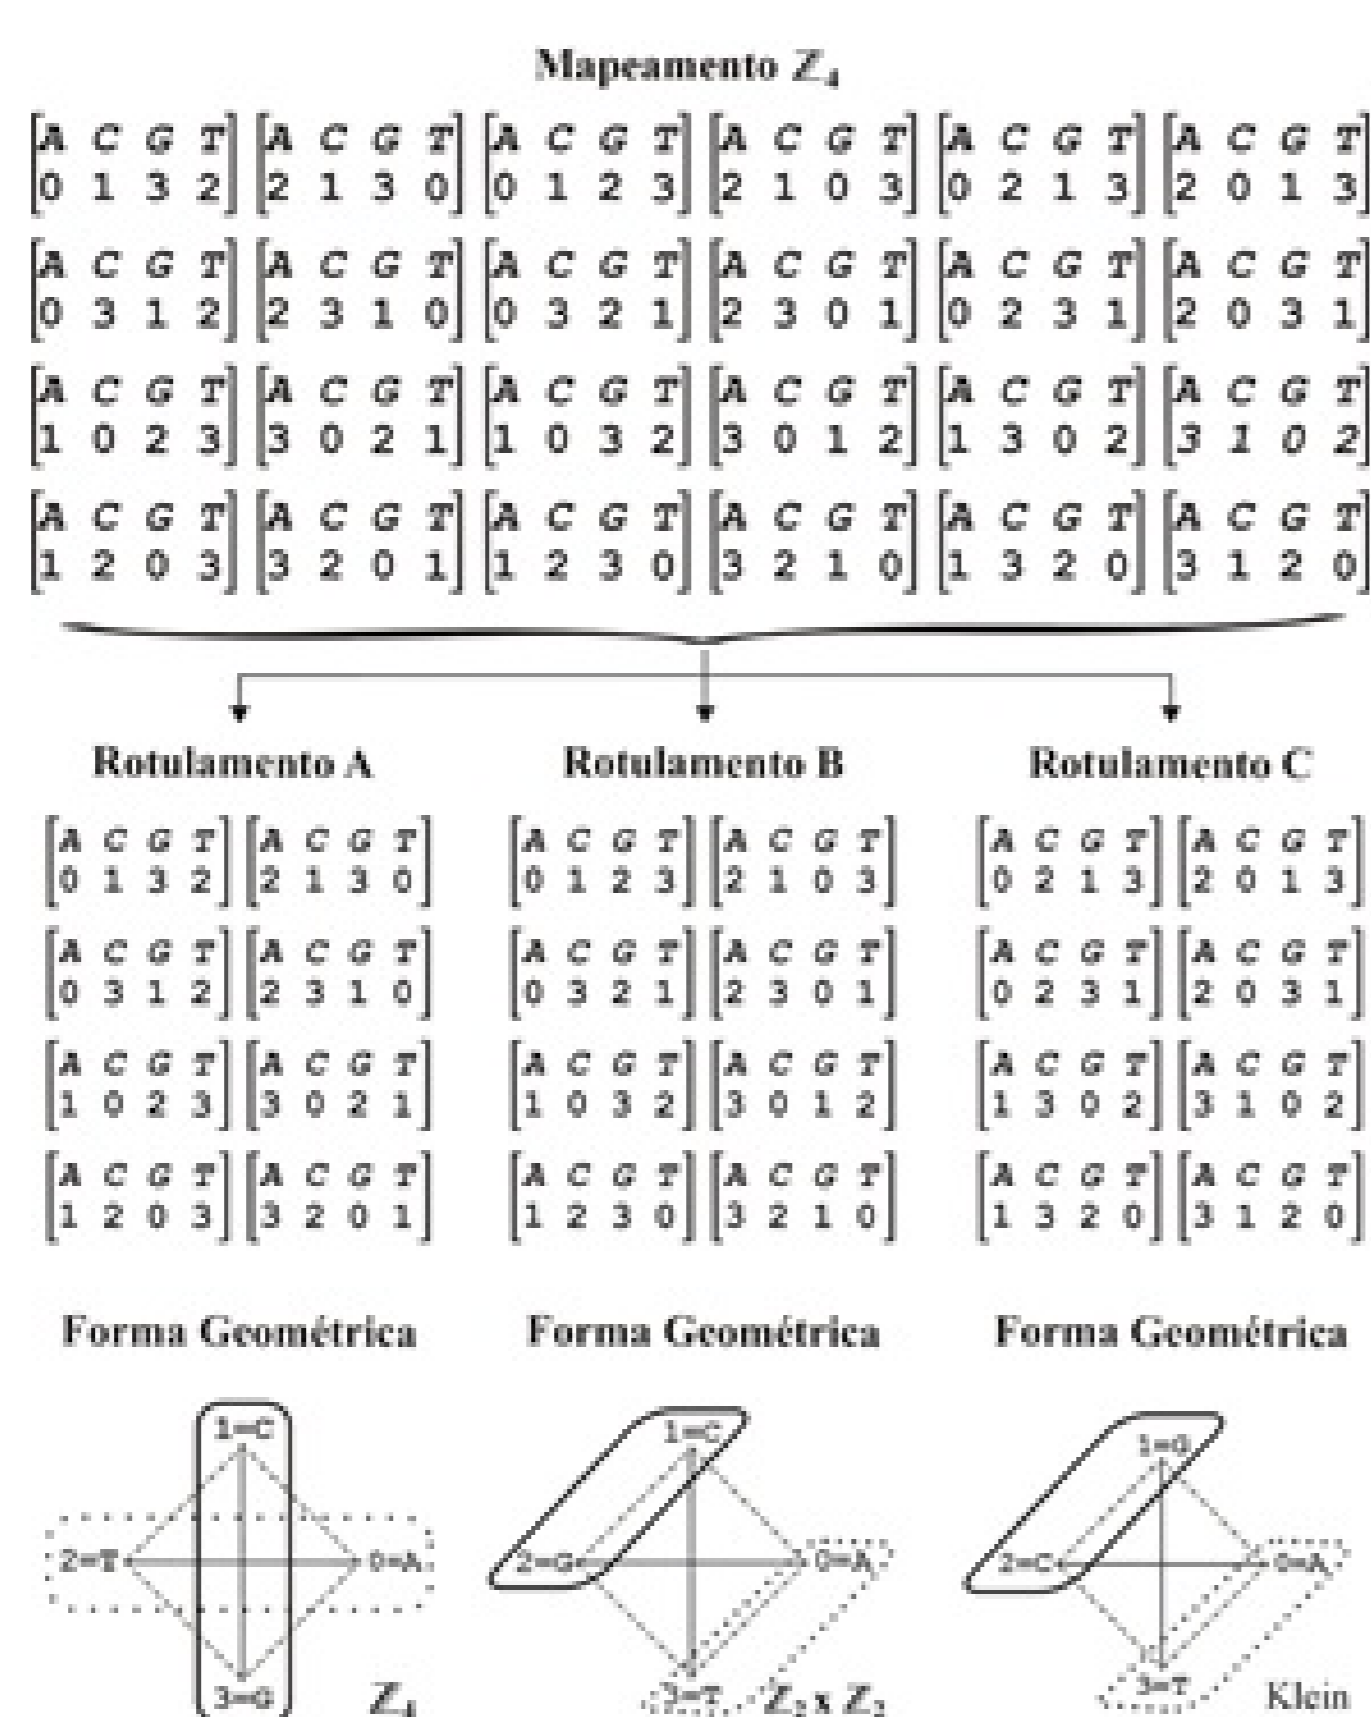 Mapeamento Z4
A C G T A C G T A C G T A C G T A C G T A C G T
0 1 3 2 2 1 3 0 0 1 2 3 2 1 0 3 0 2 1 3 2 0 1 3
A C G T A C G T A C G T A C G T A C G T A C G T
0 3 1 2 2 3 1 0 0 3 2 1 2 3 0 1 0 2 3 1 2 0 3 1
A C G T A C G T A C G T A C G T A C G T A C G T
1 0 2 3 3 0 2 1 1 0 3 2 3 0 1 2 1 3 0 2 3 1 0 2
A C G T A C G T A C G T A C G T A C G T A C G T
1 2 0 3 3 2 0 1 1 2 3 0 3 2 1 0 1 3 2 0 3 1 2 0
Rotulamento A Rotulamento B Rotulamento C
A C G T A C G T A C G T A C G T A C G T A C G T
0 1 3 2 2 1 3 0 0 1 2 3 2 1 0 3 0 2 1 3 2 0 1 3
A C G T A C G T A C G T A C G T A C G T A C G T
0 3 1 2 2 3 1 0 0 3 2 1 2 3 0 1 0 2 3 1 2 0 3 1
A C G T A C G T A C G T A C G T A C G T A C G T
1 0 2 3 3 0 2 1 1 0 3 2 3 0 1 2 1 3 0 2 3 1 0 2
A C G T A C G T A C G T A C G T A C G T A C G T
1 2 0 3 3 2 0 1 1 2 3 0 3 2 1 0 1 3 2 0 3 1 2 0
Forma Geométrica Forma Geométrica Forma Geométrica
1=C 1=C 1=G
2=T 0=A 2=G 0=A 2=C 0=A
3=G Z4 3=T Z2 x Z2 3=T Klein